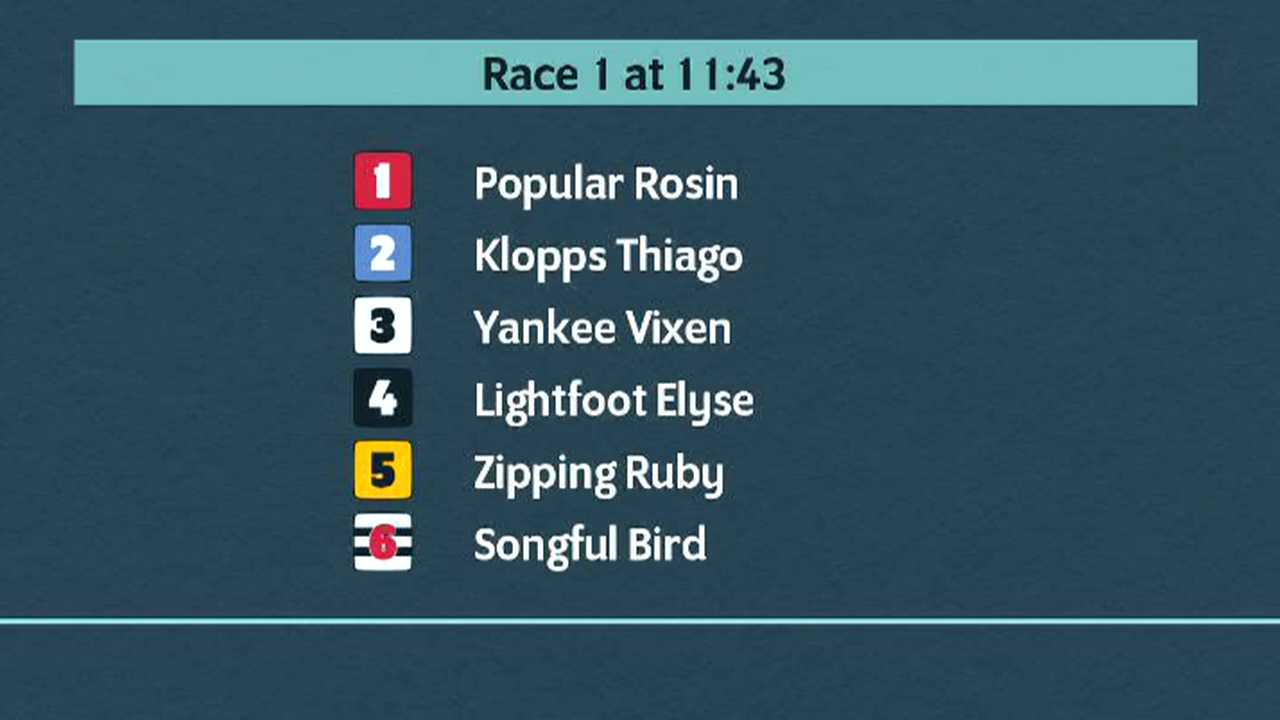 Race 1 at 11:43
1 Popular Rosin
2 Klopps Thiago
3 Yankee Vixen
4 Lightfoot Elyse
5 Zipping Ruby
6 Songful Bird